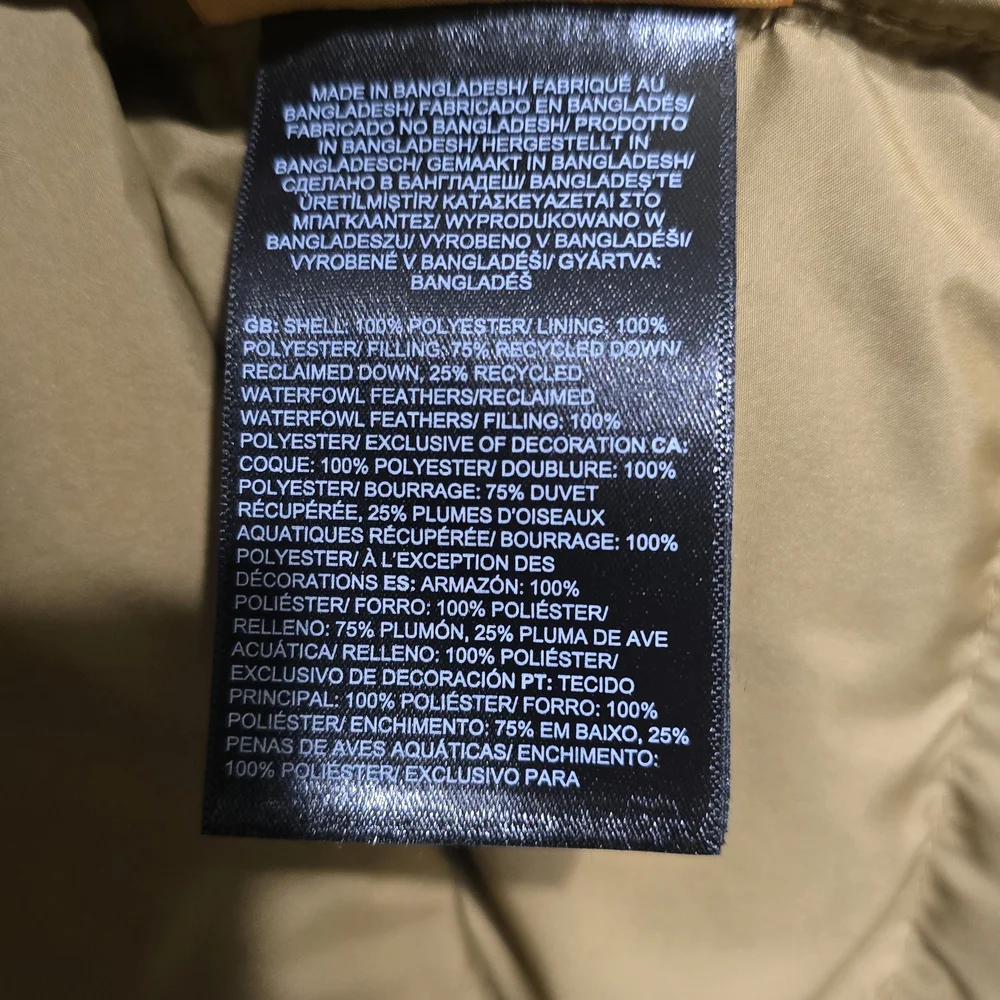 MADE IN BANGLADESH/ FABRIQUÉ AU
BANGLADESH/ FABRICADO EN BANGLADÉS/
FABRICADO NO BANGLADESH/ PRODOTTO
IN BANGLADESH/ HERGESTELLT IN
BANGLADESCH/ GEMAAKT IN BANGLADESH/
СДЕЛАНО В БАНГЛАДЕШ/ BANGLADEŞ'TE
ÜRETİLMİŞTİR/ ΚΑΤΑΣΚΕΥΑΖΕΤΑΙ ΣΤΟ
ΜΠΑΓΚΛΑΝΤΕΣ/ WYPRODUKOWANO W
BANGLADESZU/ VYROBENO V BANGLADÉŠI/
VYROBENÉ V BANGLADÉŠI/ GYÁRTVA:
BANGLADÉŠ
GB: SHELL: 100% POLYESTER/ LINING: 100%
POLYESTER/ FILLING: 75% RECYCLED DOWN/
RECLAIMED DOWN, 25% RECYCLED
WATERFOWL FEATHERS/RECLAIMED
WATERFOWL FEATHERS/ FILLING: 100%
POLYESTER/ EXCLUSIVE OF DECORATION CA:
COQUE: 100% POLYESTER/ DOUBLURE: 100%
POLYESTER/ BOURRAGE: 75% DUVET
RÉCUPÉRÉE, 25% PLUMES D'OISEAUX
AQUATIQUES RÉCUPÉRÉE/ BOURRAGE: 100%
POLYESTER/ À L'EXCEPTION DES
DÉCORATIONS ES: ARMAZÓN: 100%
POLIÉSTER/ FORRO: 100% POLIÉSTER/
RELLENO: 75% PLUMÓN, 25% PLUMA DE AVE
ACUÁTICA/ RELLENO: 100% POLIÉSTER/
EXCLUSIVO DE DECORACIÓN PT: TECIDO
PRINCIPAL: 100% POLIÉSTER/ FORRO: 100%
POLIÉSTER/ ENCHIMENTO: 75% EM BAIXO, 25%
PENAS DE AVES AQUÁTICAS/ ENCHIMENTO:
100% POLIÉSTER/ EXCLUSIVO PARA